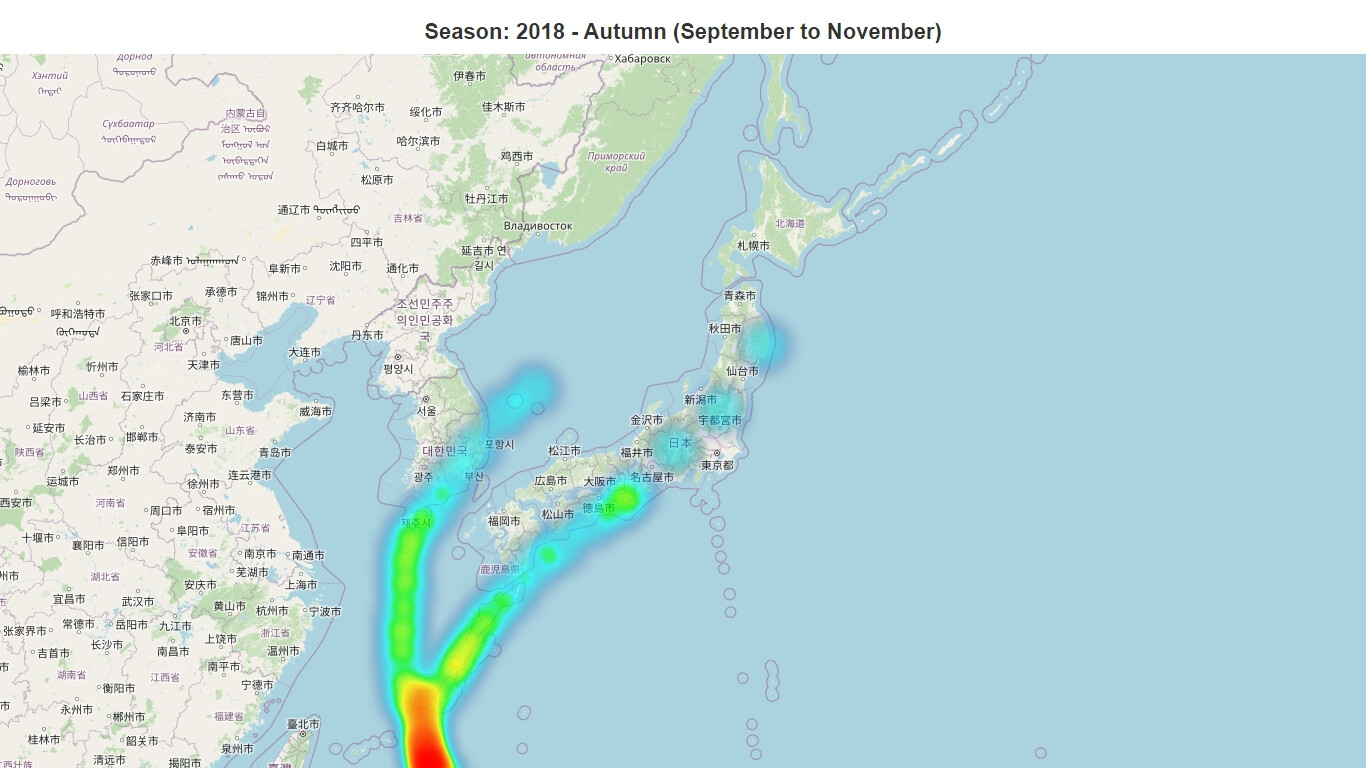 Season: 2018 - Autumn (September to November)
Дорнод
автономная
область
Хабаровск
Хэнтий
伊春市
齐齐哈尔市
绥化市
佳木斯市
内蒙古自
治区
Сүхбаатар
白城市
哈尔滨市
鸡西市
Приморский
край
Дорноговь
松原市
牡丹江市
通辽市
吉林省
Владивосток
北海道
四平市
延吉市 연
길시
札幌市
赤峰市
阜新市
沈阳市
通化市
张家口市
承德市
锦州市
辽宁省
조선민주주
의인민공화
국
青森市
呼和浩特市
北京市
秋田市
唐山市
丹东市
河北省
大连市
天津市
평양시
榆林市
忻州市
仙台市
吕梁市
山西省
石家庄市
东营市
威海市
서울
新潟市
济南市
金沢市
宇都宮市
延安市
长治市
邯郸市
山东省
포항시
日本
陕西省
泰安市
青岛市
대한민국
松江市
福井市
東京都
运城市
郑州市
徐州市
连云港市
광주
부산
広島市
大阪市
名古屋市
西安市
河南省
周口市
宿州市
제주시
福岡市
松山市
徳島市
十堰市
襄阳市
信阳市
阜阳市
江苏省
安徽省
南京市
南通市
鹿児島県
州市
湖北省
安庆市
芜湖市
上海市
宜昌市
武汉市
黄山市
杭州市
宁波市
张家界市
常德市
岳阳市
九江市
上饶市
浙江省
吉首市
长沙市
南昌市
温州市
湖南省
江西省
南平市
衡阳市
宁德市
永州市
郴州市
福建省
臺北市
桂林市
韶关市
泉州市
清远市
揭阳市